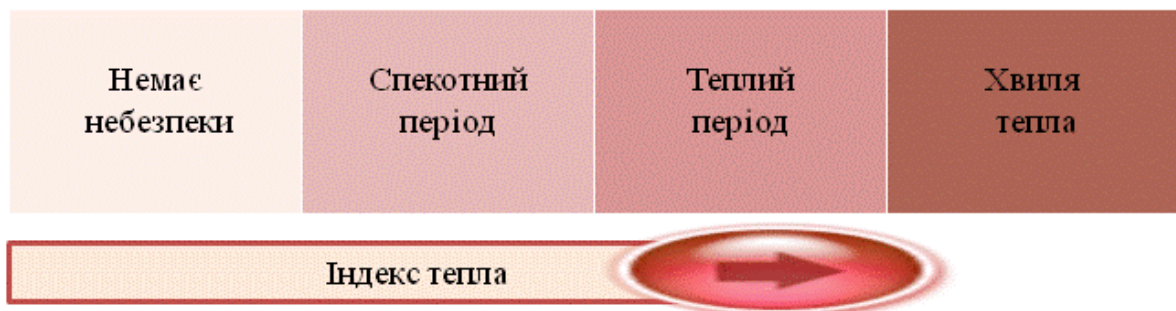 Немає
небезпеки
Спекотний
період
Теплий
період
Хвиля
тепла
Індекс тепла